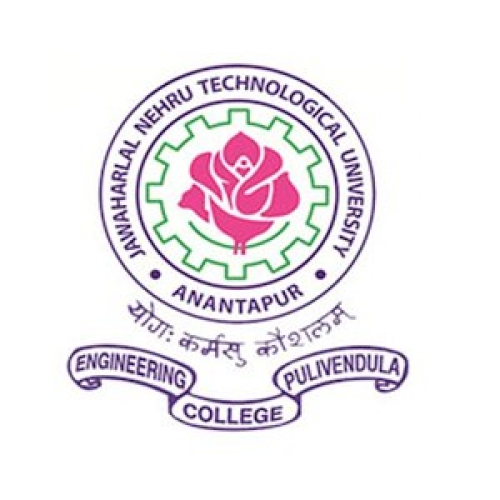 JAWAHARLAL NEHRU TECHNOLOGICAL UNIVERSITY
• ANANTAPUR •
योगः कर्मसु कौशलम्
ENGINEERING COLLEGE PULIVENDULA